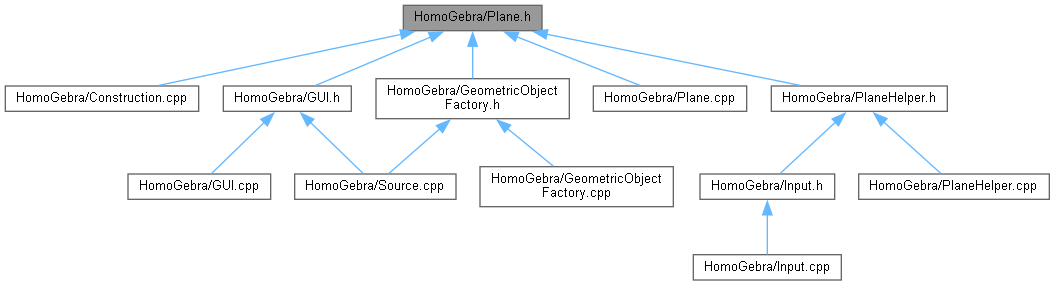 HomoGebra/Plane.h
HomoGebra/Construction.cpp
HomoGebra/GUI.h
HomoGebra/GeometricObject
Factory.h
HomoGebra/Plane.cpp
HomoGebra/PlaneHelper.h
HomoGebra/GUI.cpp
HomoGebra/Source.cpp
HomoGebra/GeometricObject
Factory.cpp
HomoGebra/Input.h
HomoGebra/PlaneHelper.cpp
HomoGebra/Input.cpp